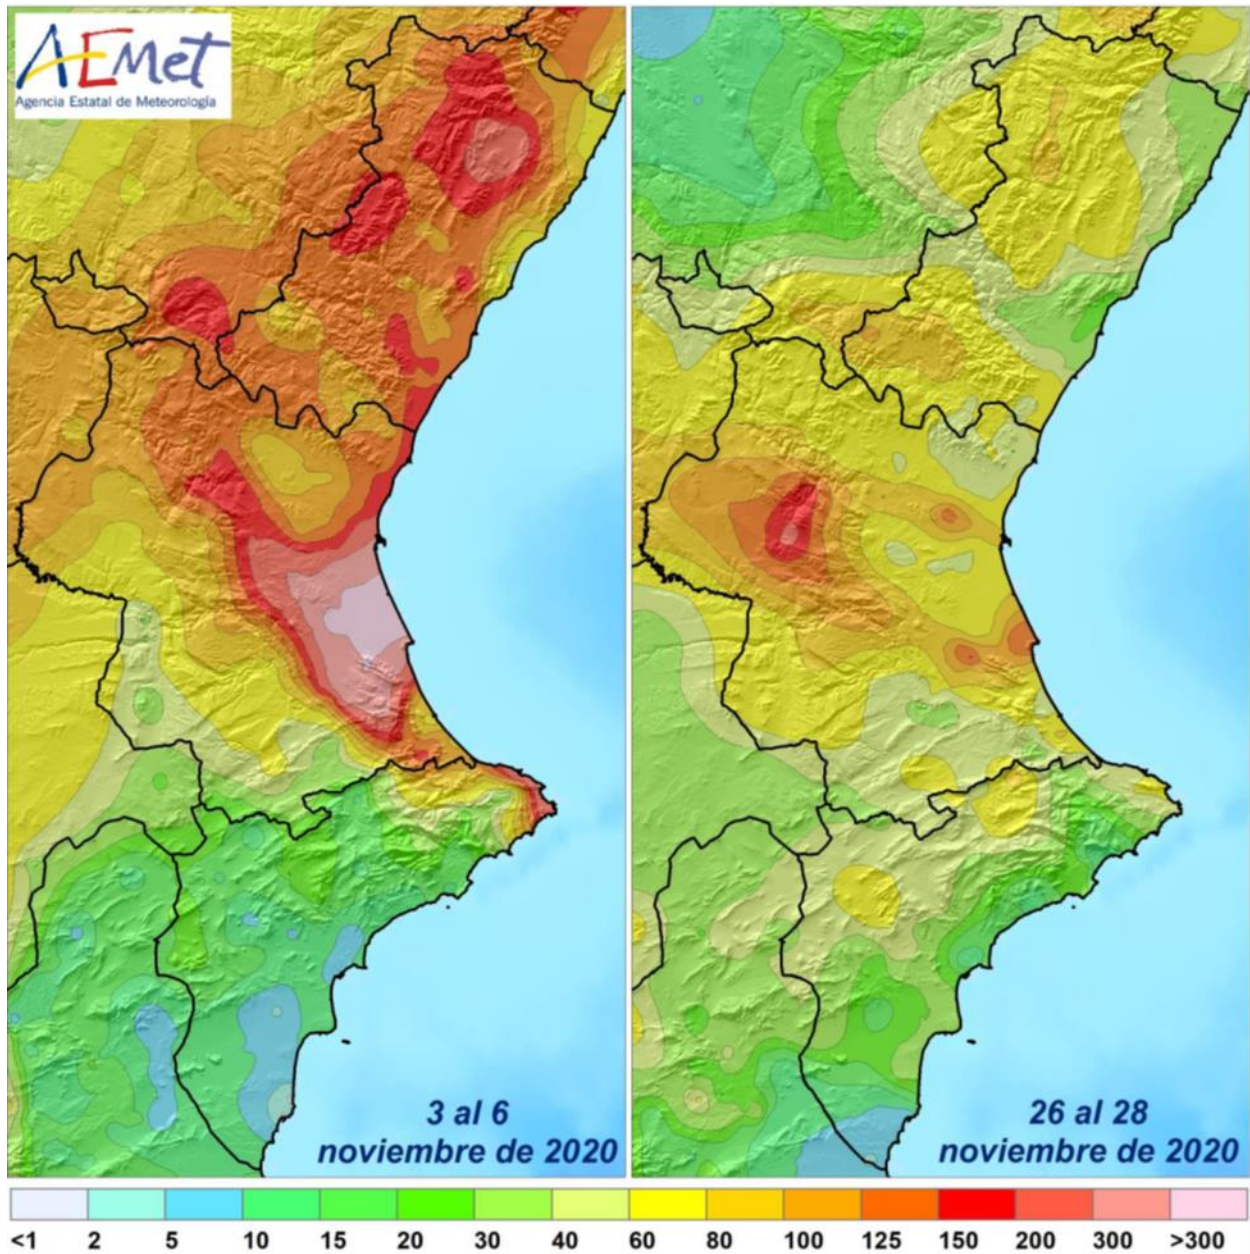 AEMet
Agencia Estatal de Meteorología
3 al 6
noviembre de 2020
26 al 28
noviembre de 2020
<1 2 5 10 15 20 30 40 60 80 100 125 150 200 300 >300